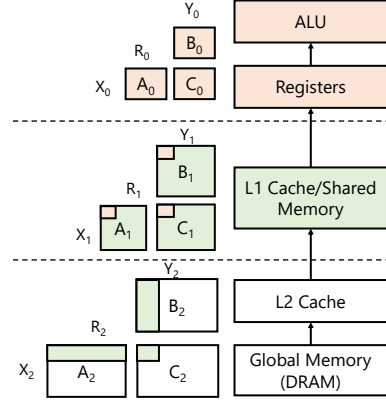 Y0
ALU
R0
B0
X0
A0
C0
Registers
Y1
R1
B1
L1 Cache/Shared
Memory
X1
A1
C1
Y2
R2
B2
L2 Cache
X2
A2
C2
Global Memory
(DRAM)